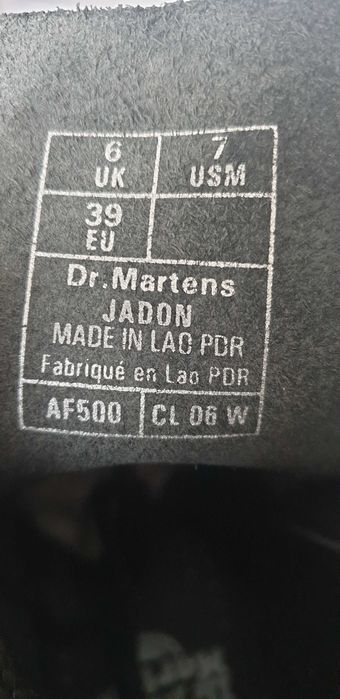 6
UK
7
USM
39
EU
Dr.Martens
JADON
MADE IN LAO PDR
Fabriqué en Lao PDR
AF500
CL 06 W